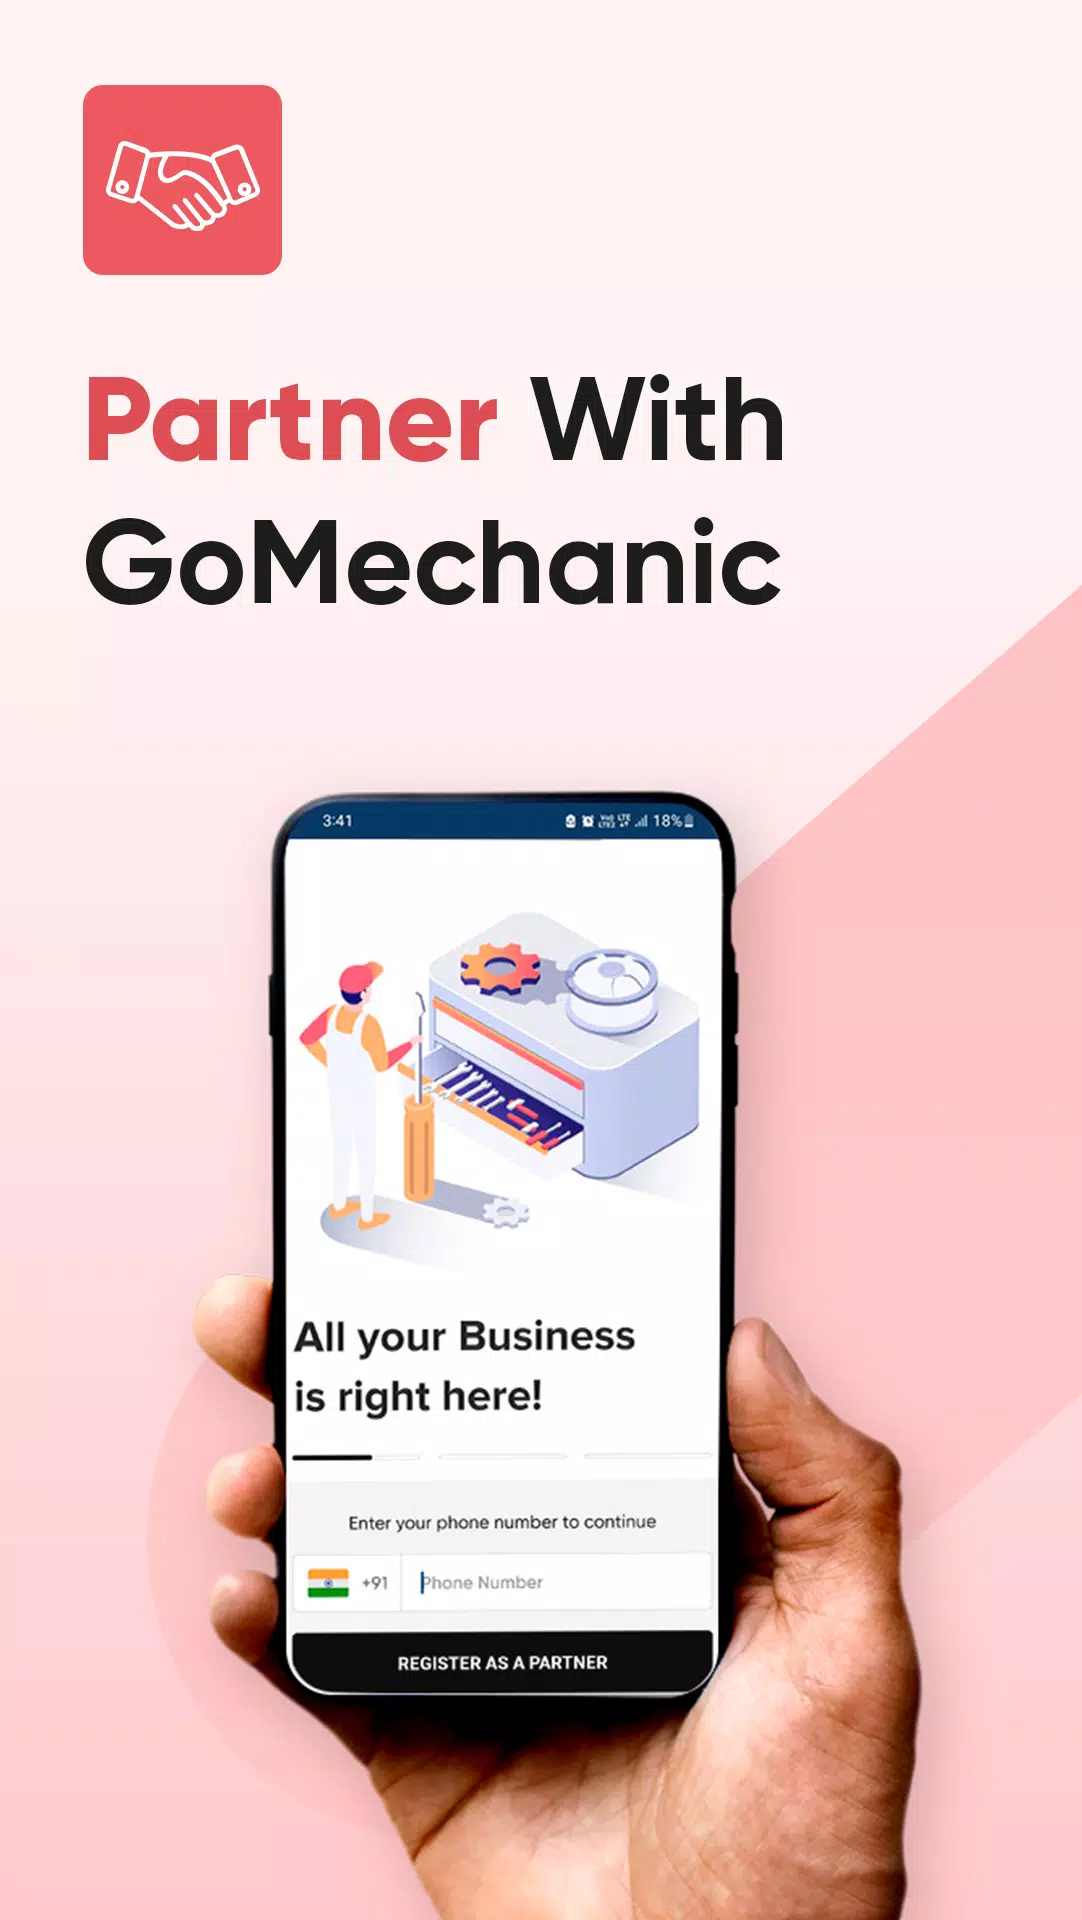 Partner With
GoMechanic
3:41
18%
All your Business
is right here!
Enter your phone number to continue
+91
Phone Number
REGISTER AS A PARTNER